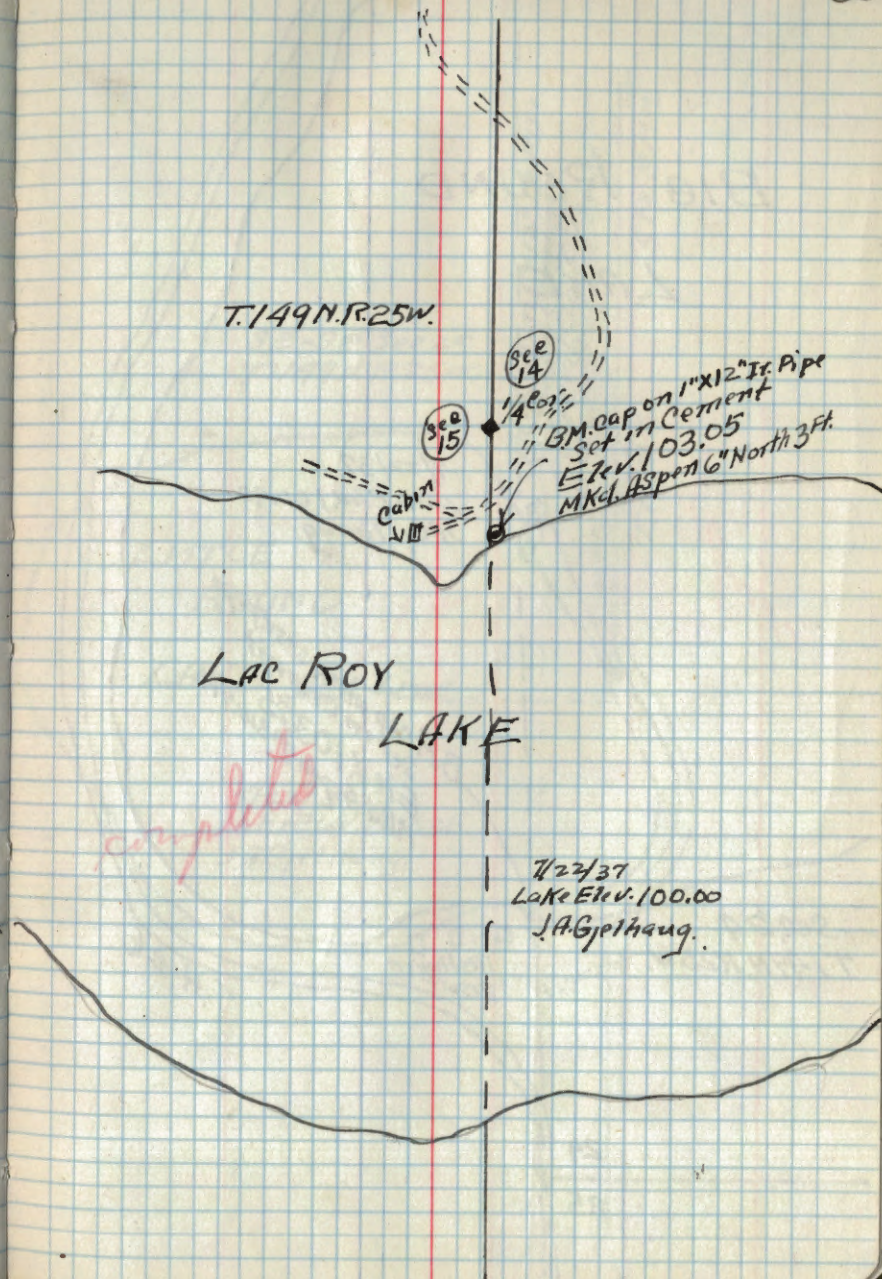 T.149N.R.25W.
Sec
14
1/4 Cor.
Sec
15
B.M. Cap on 1"X12" Ir. Pipe
Set in Cement
Elev. 103.05
Mkd. Aspen 6" North 3 Ft.
Cabin
LAC ROY
LAKE
completed
7/22/37
Lake Elev. 100.00
J.A.Gjelhaug.